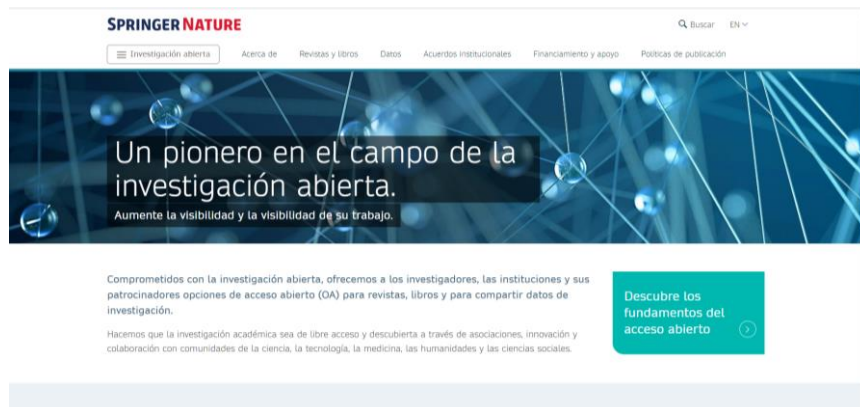 SPRINGER NATURE
Buscar EN
Investigación abierta Acerca de Revistas y libros Datos Acuerdos institucionales Financiamiento y apoyo Políticas de publicación
Un pionero en el campo de la
investigación abierta.
Aumente la visibilidad y la visibilidad de su trabajo.
Comprometidos con la investigación abierta, ofrecemos a los investigadores, las instituciones y sus
patrocinadores opciones de acceso abierto (OA) para revistas, libros y para compartir datos de
investigación.
Hacemos que la investigación académica sea de libre acceso y descubierta a través de asociaciones, innovación y
colaboración con comunidades de la ciencia, la tecnología, la medicina, las humanidades y las ciencias sociales.
Descubre los
fundamentos del
acceso abierto